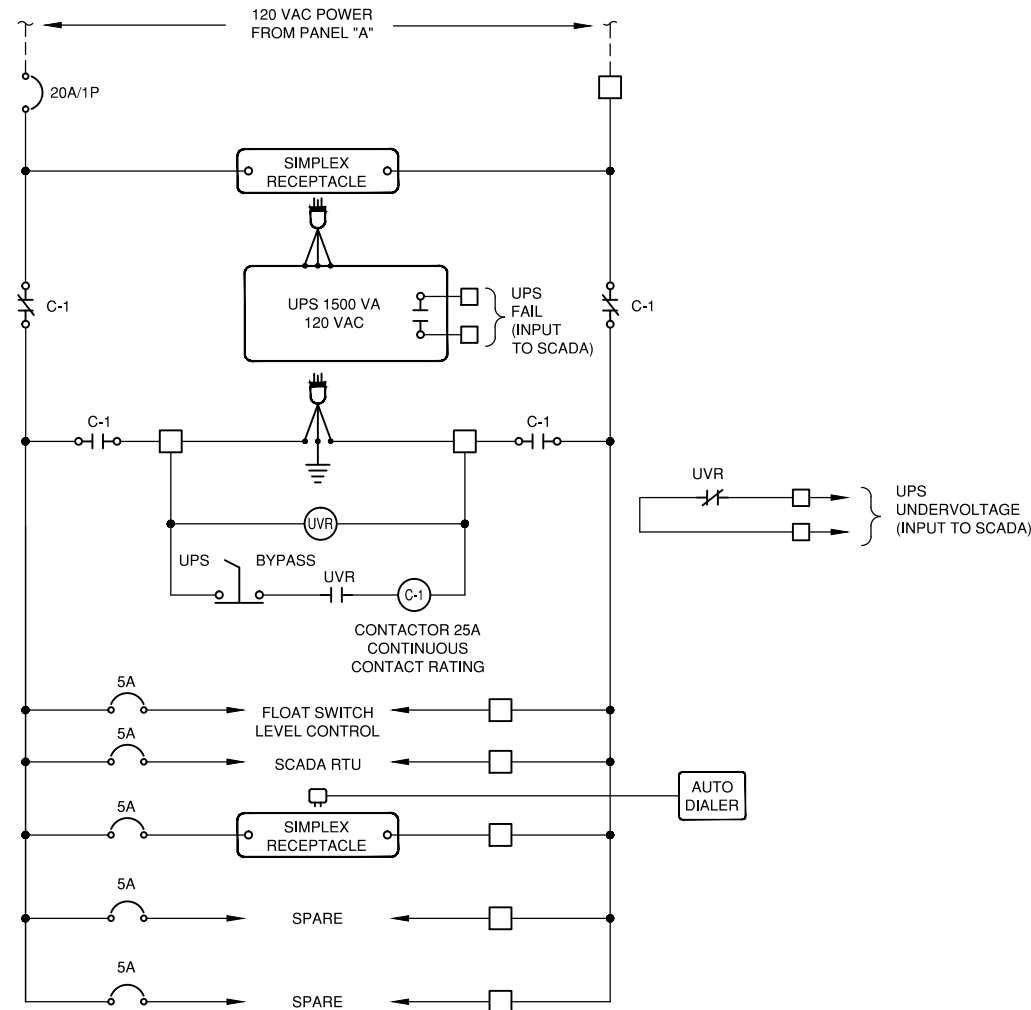 120 VAC POWER
FROM PANEL "A"
20A/1P
SIMPLEX
RECEPTACLE
C-1
UPS 1500 VA
120 VAC
UPS
FAIL
(INPUT
TO SCADA)
C-1
C-1
C-1
UVR
UPS
UNDERVOLTAGE
(INPUT TO SCADA)
UVR
UPS BYPASS
UVR
C-1
CONTACTOR 25A
CONTINUOUS
CONTACT RATING
5A
FLOAT SWITCH
LEVEL CONTROL
5A
SCADA RTU
AUTO
DIALER
5A
SIMPLEX
RECEPTACLE
5A
SPARE
5A
SPARE